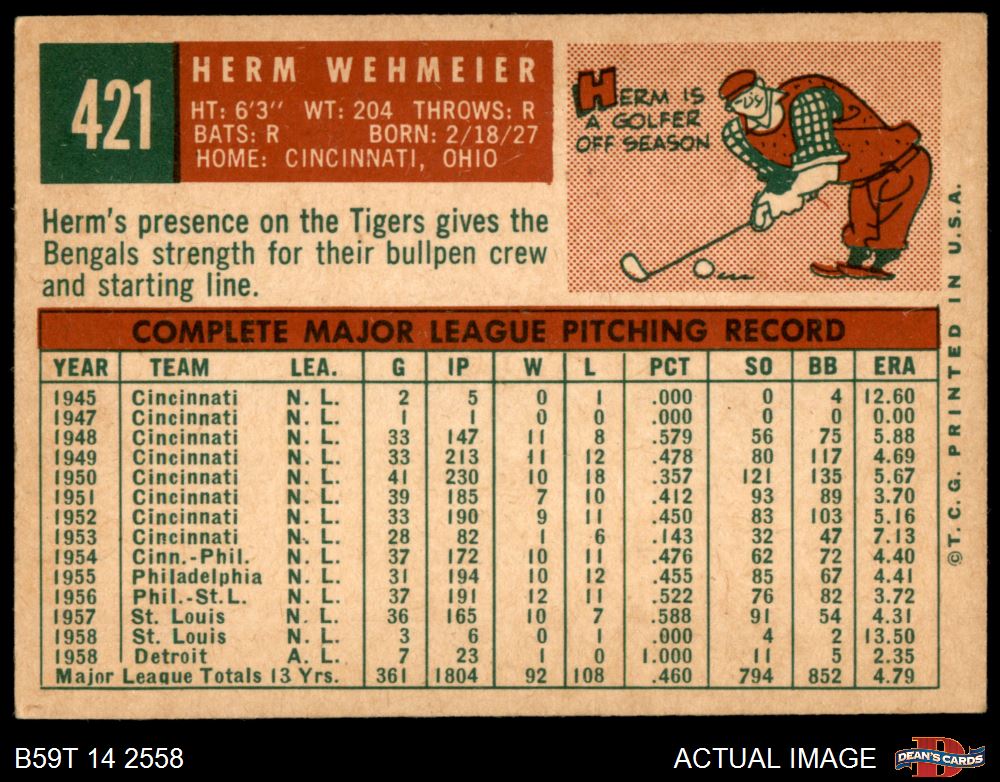 421
HERM WEHMEIER
HT: 6'3" WT: 204 THROWS: R
BATS: R BORN: 2/18/27
HOME: CINCINNATI, OHIO
HERM IS
A GOLFER
OFF SEASON
Herm's presence on the Tigers gives the
Bengals strength for their bullpen crew
and starting line.
COMPLETE MAJOR LEAGUE PITCHING RECORD
YEAR TEAM LEA. G IP W L PCT SO BB ERA
1945 Cincinnati N. L. 2 5 0 1 .000 0 4 12.60
1947 Cincinnati N. L. 1 1 0 0 .000 0 0 0.00
1948 Cincinnati N. L. 33 147 11 8 .579 56 75 5.88
1949 Cincinnati N. L. 33 213 11 12 .478 80 117 4.69
1950 Cincinnati N. L. 41 230 10 18 .357 121 135 5.67
1951 Cincinnati N. L. 39 185 7 10 .412 93 89 3.70
1952 Cincinnati N. L. 33 190 9 11 .450 83 103 5.16
1953 Cincinnati N. L. 28 82 1 6 .143 32 47 7.13
1954 Cinn.-Phil. N. L. 37 172 10 11 .476 62 72 4.40
1955 Philadelphia N. L. 31 194 10 12 .455 85 67 4.41
1956 Phil.-St.L. N. L. 37 191 12 11 .522 76 82 3.72
1957 St. Louis N. L. 36 165 10 7 .588 91 54 4.31
1958 St. Louis N. L. 3 6 0 1 .000 4 2 13.50
1958 Detroit A. L. 7 23 1 0 1.000 11 5 2.35
Major League Totals 13 Yrs. 361 1804 92 108 .460 794 852 4.79
©T. C. G. PRINTED IN U.S.A.
B59T 14 2558
ACTUAL IMAGE
D
DEAN'S CARDS